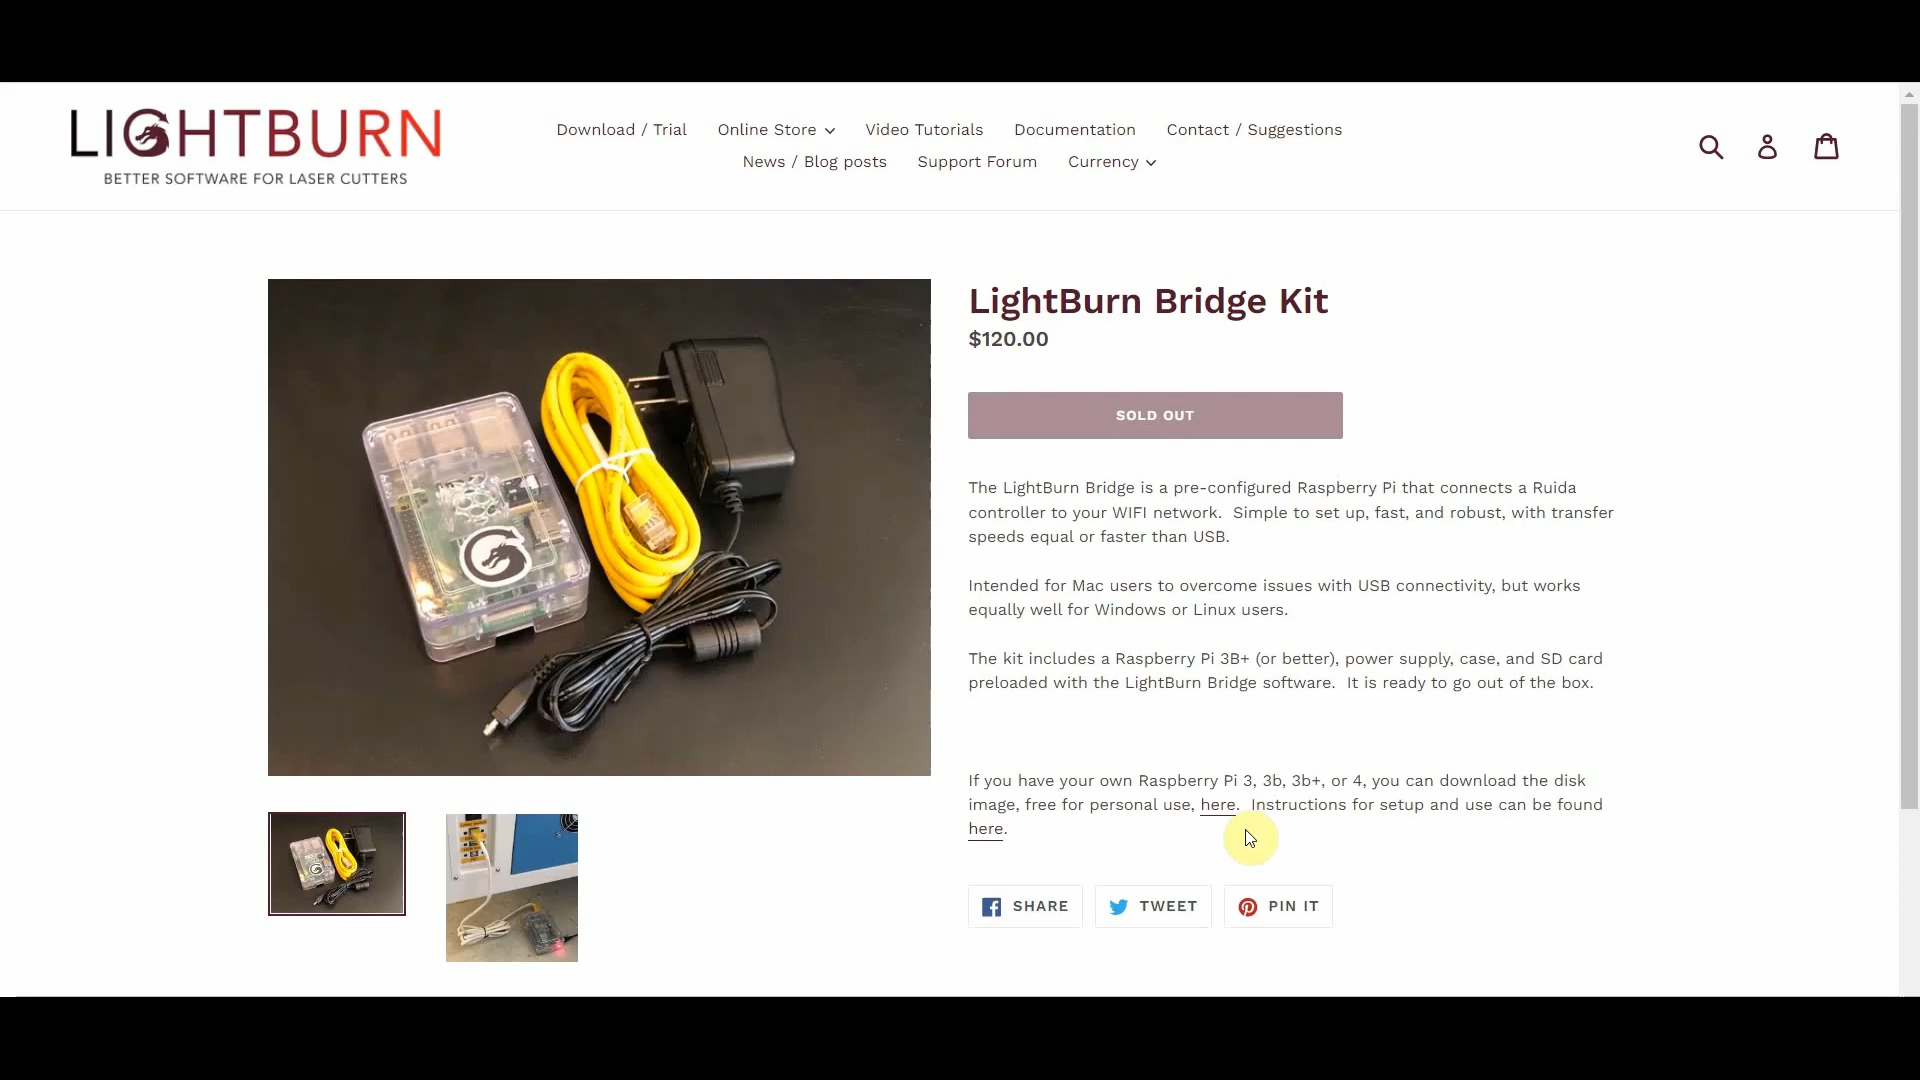 LIGHTBURN
BETTER SOFTWARE FOR LASER CUTTERS
Download / Trial
Online Store
Video Tutorials
Documentation
Contact / Suggestions
News / Blog posts
Support Forum
Currency
LightBurn Bridge Kit
$120.00
SOLD OUT
The LightBurn Bridge is a pre-configured Raspberry Pi that connects a Ruida
controller to your WIFI network.  Simple to set up, fast, and robust, with transfer
speeds equal or faster than USB.
Intended for Mac users to overcome issues with USB connectivity, but works
equally well for Windows or Linux users.
The kit includes a Raspberry Pi 3B+ (or better), power supply, case, and SD card
preloaded with the LightBurn Bridge software.  It is ready to go out of the box.
If you have your own Raspberry Pi 3, 3b, 3b+, or 4, you can download the disk
image, free for personal use, here.  Instructions for setup and use can be found
here.
SHARE
TWEET
PIN IT